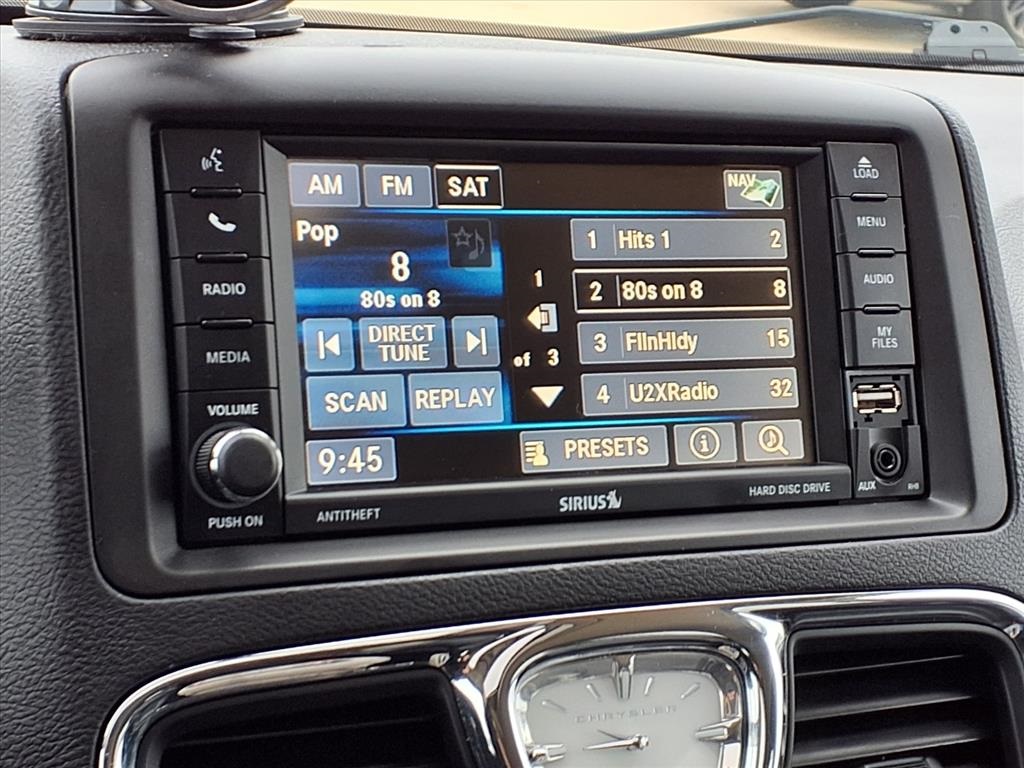 AM FM SAT NAV
Pop
8
80s on 8
DIRECT
TUNE
SCAN REPLAY
9:45
1
of 3
1 Hits 1 2
2 80s on 8 8
3 FlInHldy 15
4 U2XRadio 32
PRESETS
RADIO
MEDIA
VOLUME
PUSH ON
ANTITHEFT
SIRIUS
HARD DISC DRIVE
LOAD
MENU
AUDIO
MY
FILES
AUX RHB
CHRYSLER